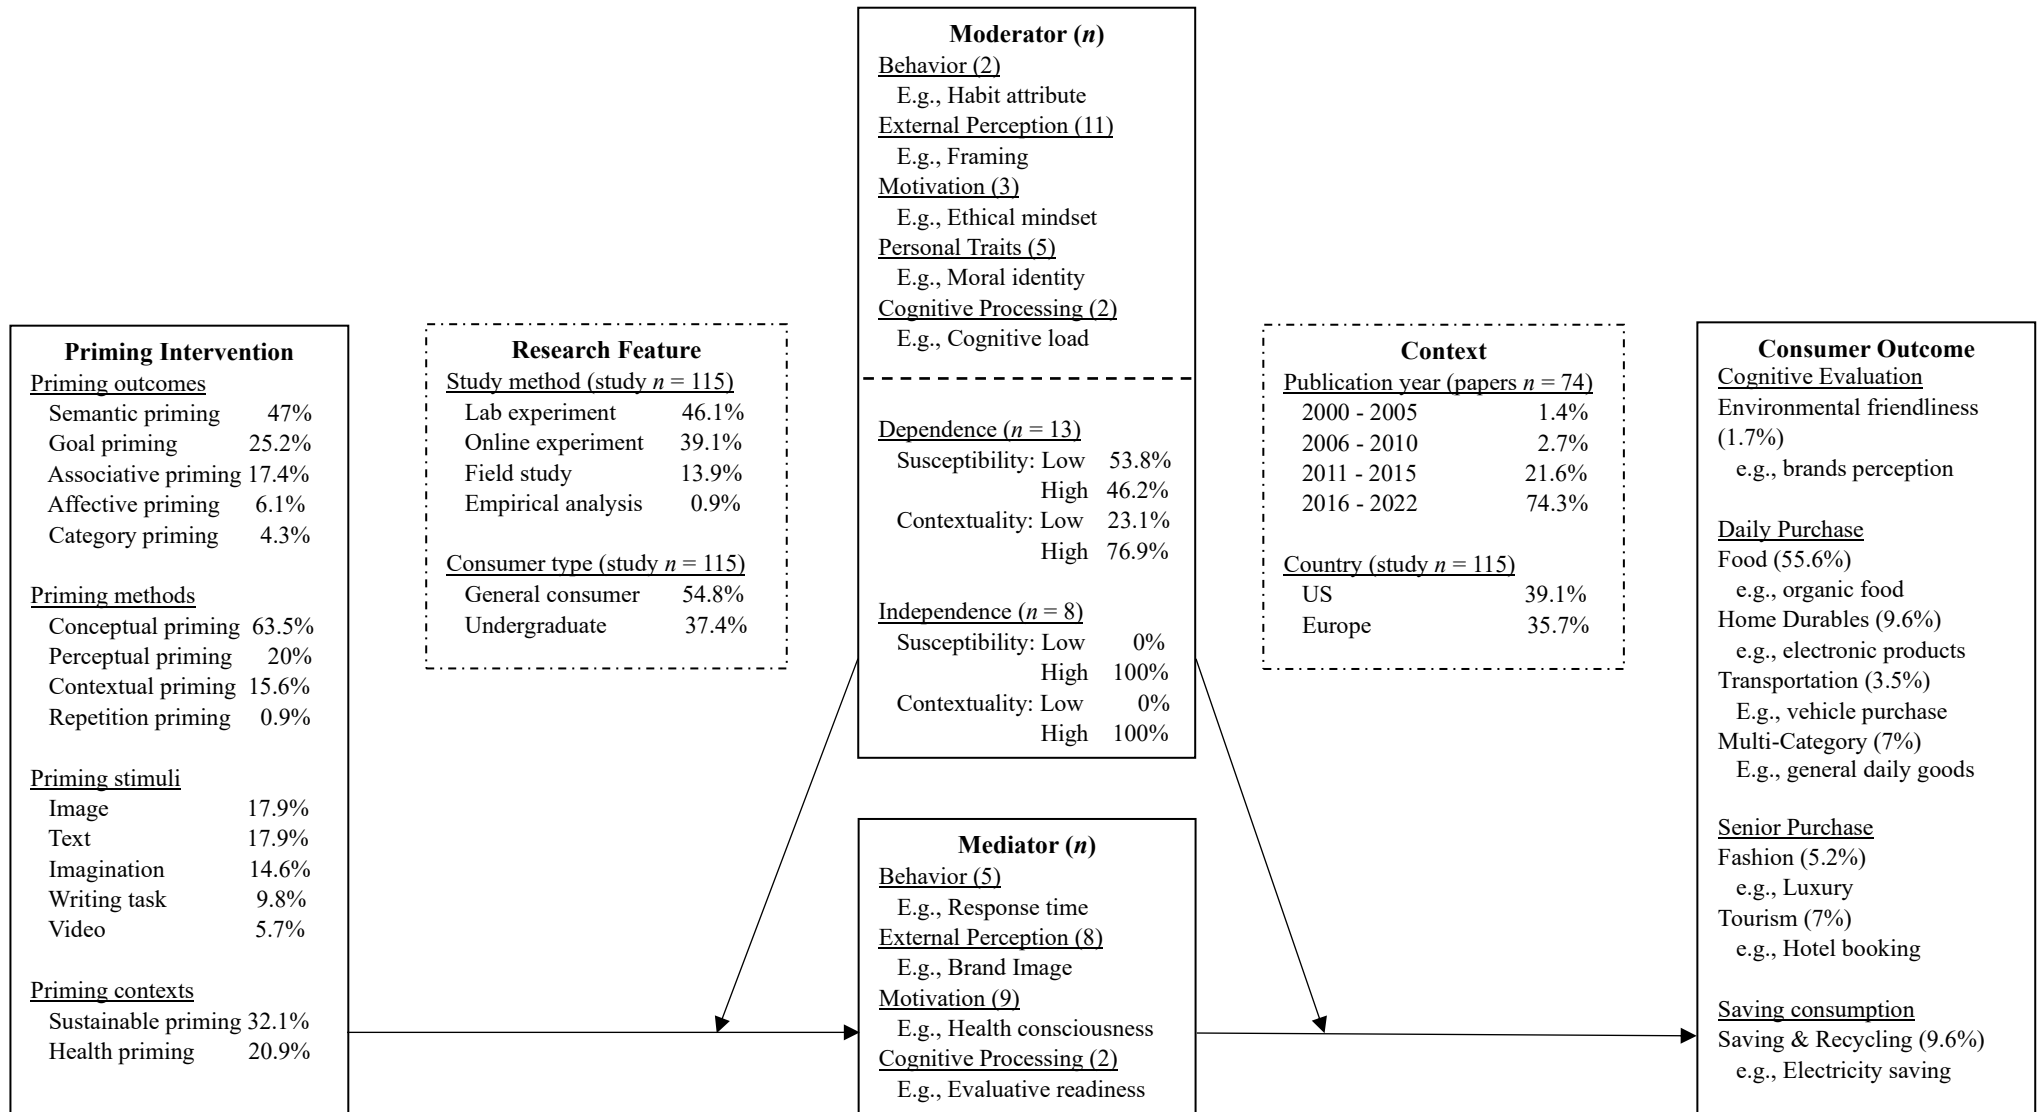 Moderator (n)
Behavior (2)
E.g., Habit attribute
External Perception (11)
E.g., Framing
Motivation (3)
E.g., Ethical mindset
Personal Traits (5)
E.g., Moral identity
Cognitive Processing (2)
E.g., Cognitive load
Dependence (n = 13)
Susceptibility: Low 53.8%
High 46.2%
Contextuality: Low 23.1%
High 76.9%
Independence (n = 8)
Susceptibility: Low 0%
High 100%
Contextuality: Low 0%
High 100%
Priming Intervention
Priming outcomes
Semantic priming 47%
Goal priming 25.2%
Associative priming 17.4%
Affective priming 6.1%
Category priming 4.3%
Priming methods
Conceptual priming 63.5%
Perceptual priming 20%
Contextual priming 15.6%
Repetition priming 0.9%
Priming stimuli
Image 17.9%
Text 17.9%
Imagination 14.6%
Writing task 9.8%
Video 5.7%
Priming contexts
Sustainable priming 32.1%
Health priming 20.9%
Research Feature
Study method (study n = 115)
Lab experiment 46.1%
Online experiment 39.1%
Field study 13.9%
Empirical analysis 0.9%
Consumer type (study n = 115)
General consumer 54.8%
Undergraduate 37.4%
Mediator (n)
Behavior (5)
E.g., Response time
External Perception (8)
E.g., Brand Image
Motivation (9)
E.g., Health consciousness
Cognitive Processing (2)
E.g., Evaluative readiness
Context
Publication year (papers n = 74)
2000 - 2005 1.4%
2006 - 2010 2.7%
2011 - 2015 21.6%
2016 - 2022 74.3%
Country (study n = 115)
US 39.1%
Europe 35.7%
Consumer Outcome
Cognitive Evaluation
Environmental friendliness
(1.7%)
e.g., brands perception
Daily Purchase
Food (55.6%)
e.g., organic food
Home Durables (9.6%)
e.g., electronic products
Transportation (3.5%)
E.g., vehicle purchase
Multi-Category (7%)
E.g., general daily goods
Senior Purchase
Fashion (5.2%)
e.g., Luxury
Tourism (7%)
e.g., Hotel booking
Saving consumption
Saving & Recycling (9.6%)
e.g., Electricity saving